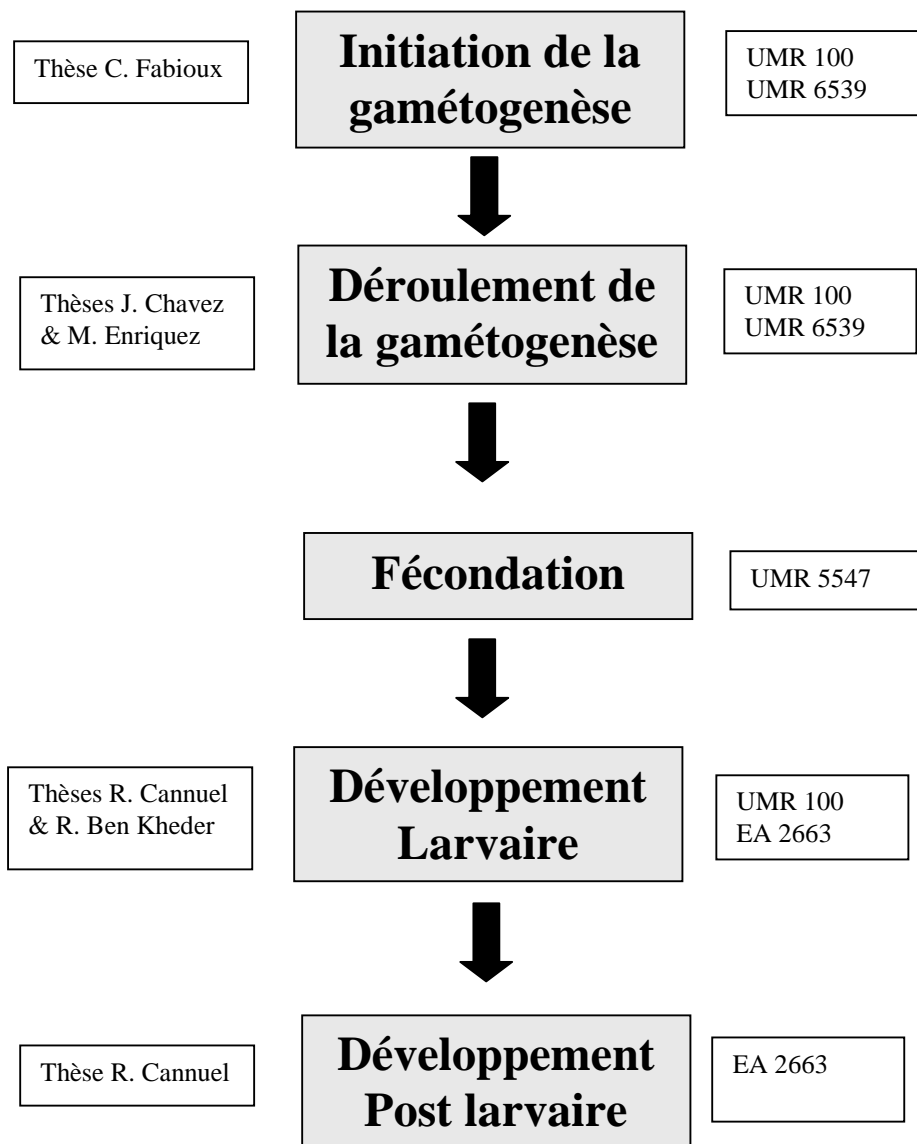 Thèse C. Fabioux
Initiation de la
gamétogenèse
UMR 100
UMR 6539
Thèses J. Chavez
& M. Enriquez
Déroulement de
la gamétogenèse
UMR 100
UMR 6539
Fécondation
UMR 5547
Thèses R. Cannuel
& R. Ben Kheder
Développement
Larvaire
UMR 100
EA 2663
Thèse R. Cannuel
Développement
Post larvaire
EA 2663